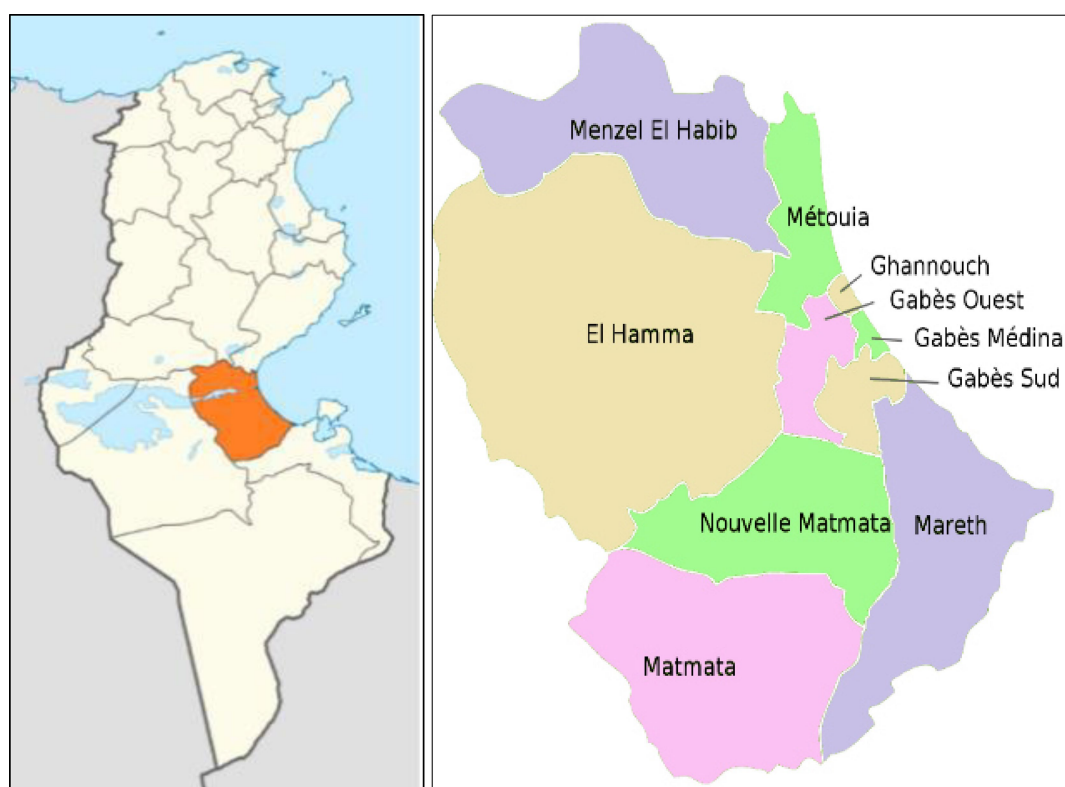 Menzel El Habib
Métouia
Ghannouch
Gabès Ouest
El Hamma
Gabès Médina
Gabès Sud
Nouvelle Matmata
Mareth
Matmata